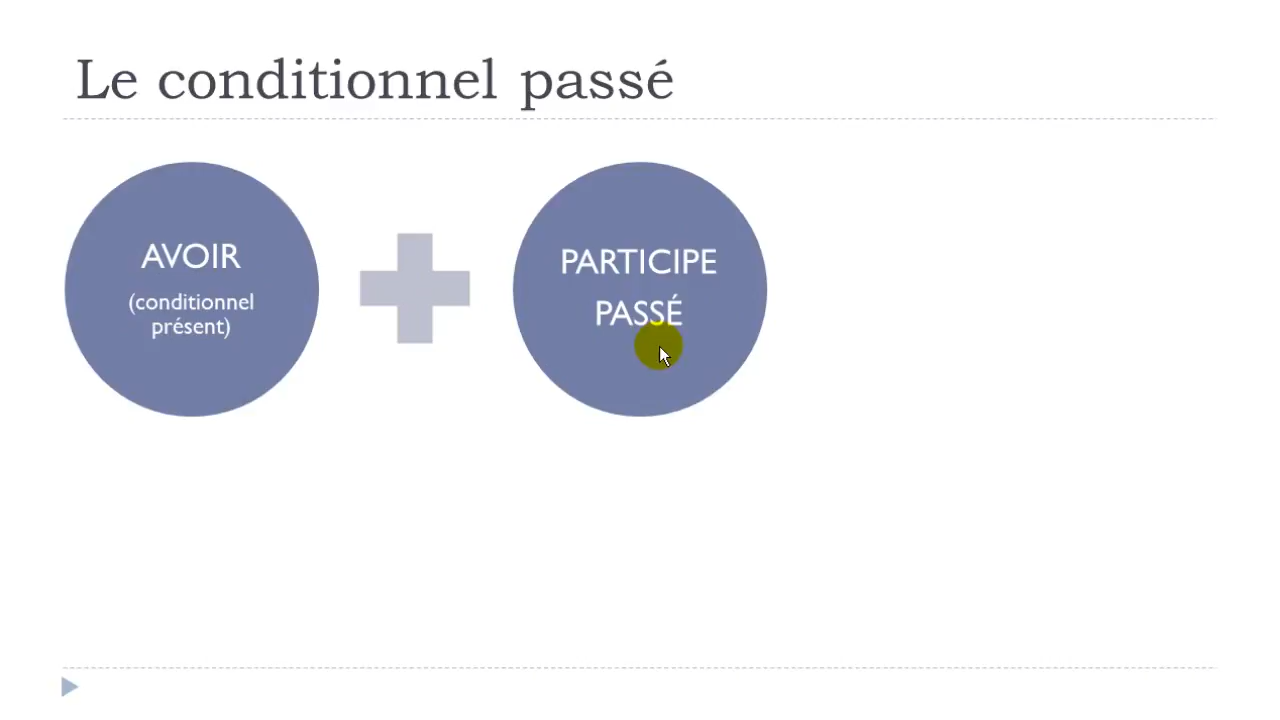 Le conditionnel passé
AVOIR
(conditionnel
présent)
PARTICIPE
PASSÉ